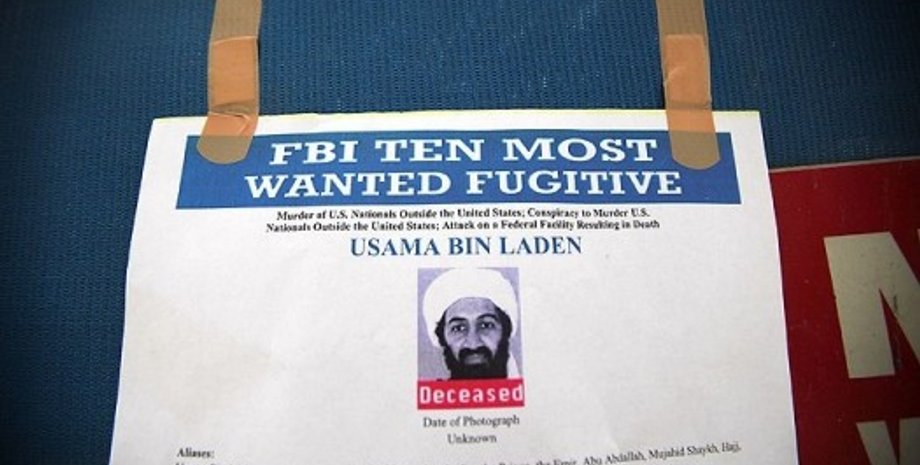 FBI TEN MOST
WANTED FUGITIVE
Murder of U.S. Nationals Outside the United States; Conspiracy to Murder U.S.
Nationals Outside the United States; Attack on a Federal Facility Resulting in Death
USAMA BIN LADEN
Deceased
Date of Photograph
Unknown
Aliases:
the Emir, Abu Abdallah, Mujahid Shaykh, Hajj,